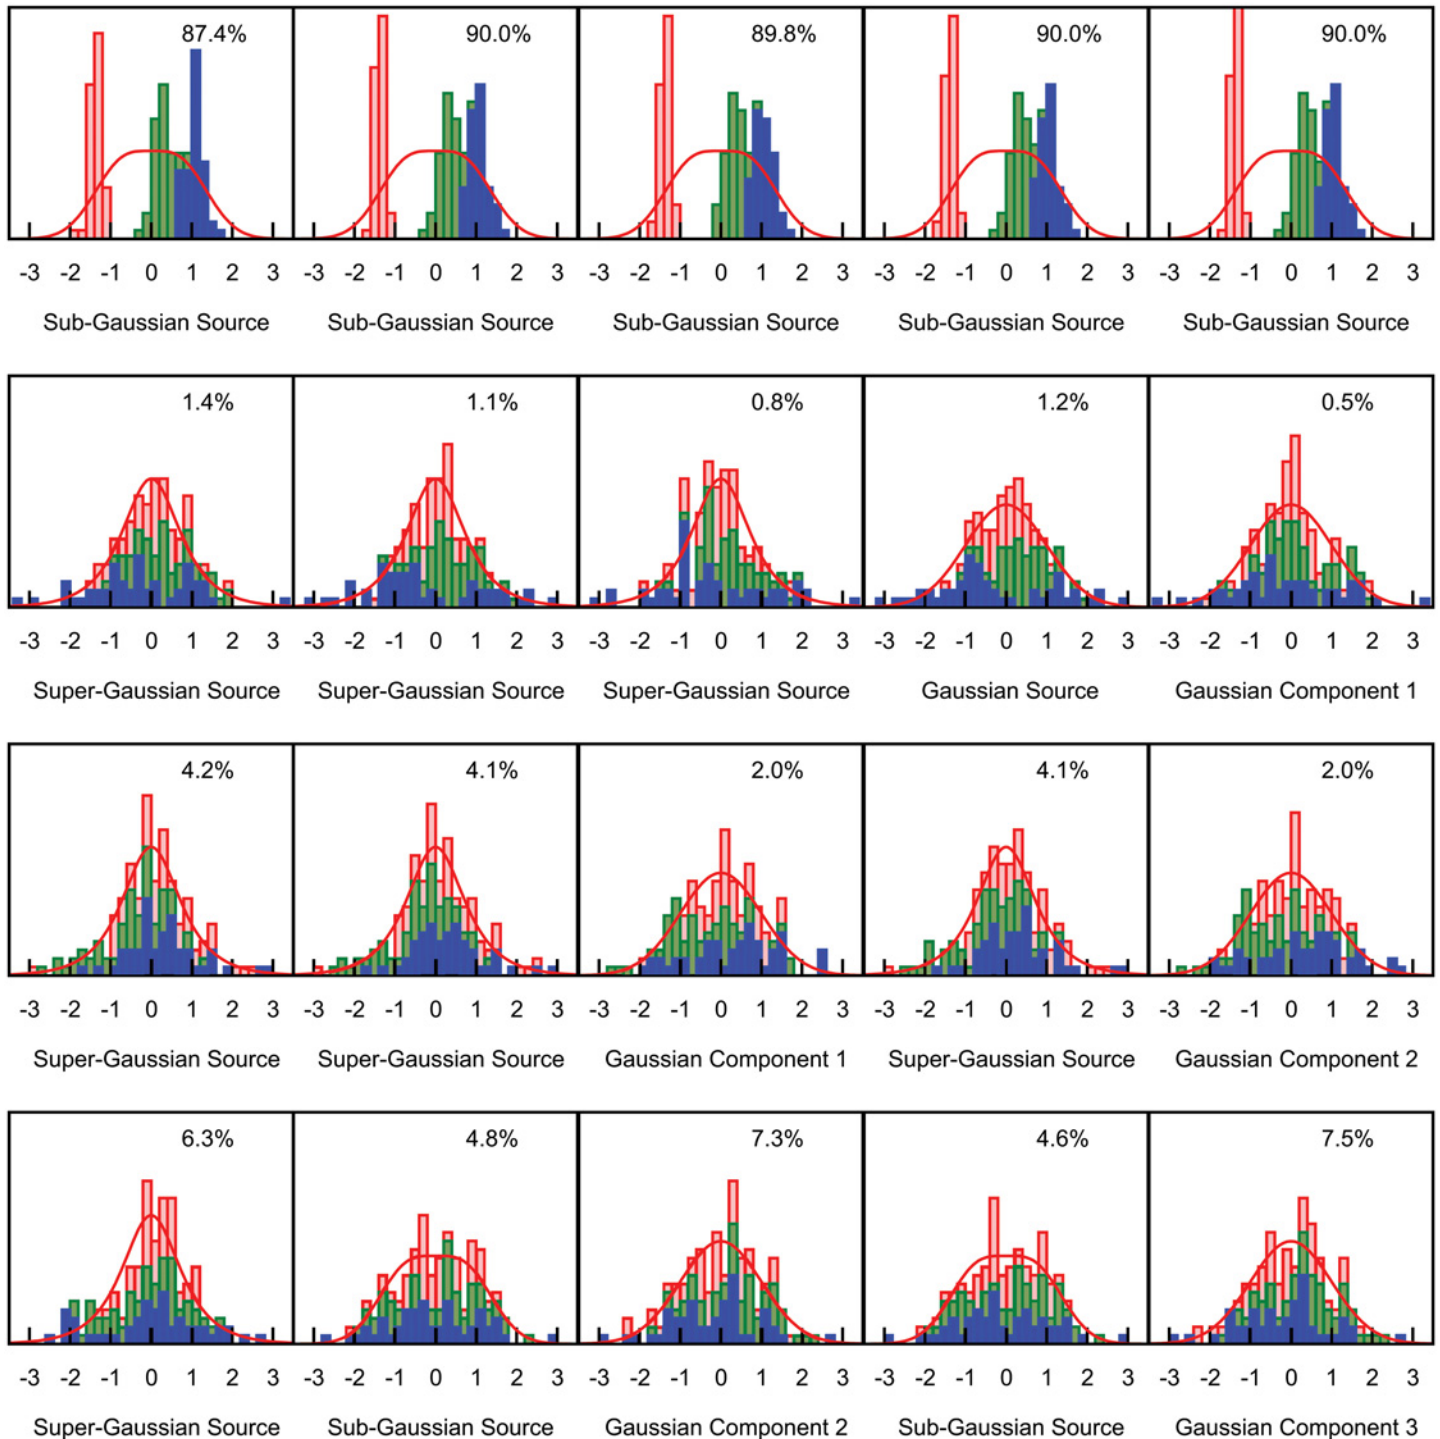 87.4% 90.0% 89.8% 90.0% 90.0%
-3 -2 -1 0 1 2 3 -3 -2 -1 0 1 2 3 -3 -2 -1 0 1 2 3 -3 -2 -1 0 1 2 3 -3 -2 -1 0 1 2 3
Sub-Gaussian Source Sub-Gaussian Source Sub-Gaussian Source Sub-Gaussian Source Sub-Gaussian Source
1.4% 1.1% 0.8% 1.2% 0.5%
-3 -2 -1 0 1 2 3 -3 -2 -1 0 1 2 3 -3 -2 -1 0 1 2 3 -3 -2 -1 0 1 2 3 -3 -2 -1 0 1 2 3
Super-Gaussian Source Super-Gaussian Source Super-Gaussian Source Gaussian Source Gaussian Component 1
4.2% 4.1% 2.0% 4.1% 2.0%
-3 -2 -1 0 1 2 3 -3 -2 -1 0 1 2 3 -3 -2 -1 0 1 2 3 -3 -2 -1 0 1 2 3 -3 -2 -1 0 1 2 3
Super-Gaussian Source Super-Gaussian Source Gaussian Component 1 Super-Gaussian Source Gaussian Component 2
6.3% 4.8% 7.3% 4.6% 7.5%
-3 -2 -1 0 1 2 3 -3 -2 -1 0 1 2 3 -3 -2 -1 0 1 2 3 -3 -2 -1 0 1 2 3 -3 -2 -1 0 1 2 3
Super-Gaussian Source Sub-Gaussian Source Gaussian Component 2 Sub-Gaussian Source Gaussian Component 3